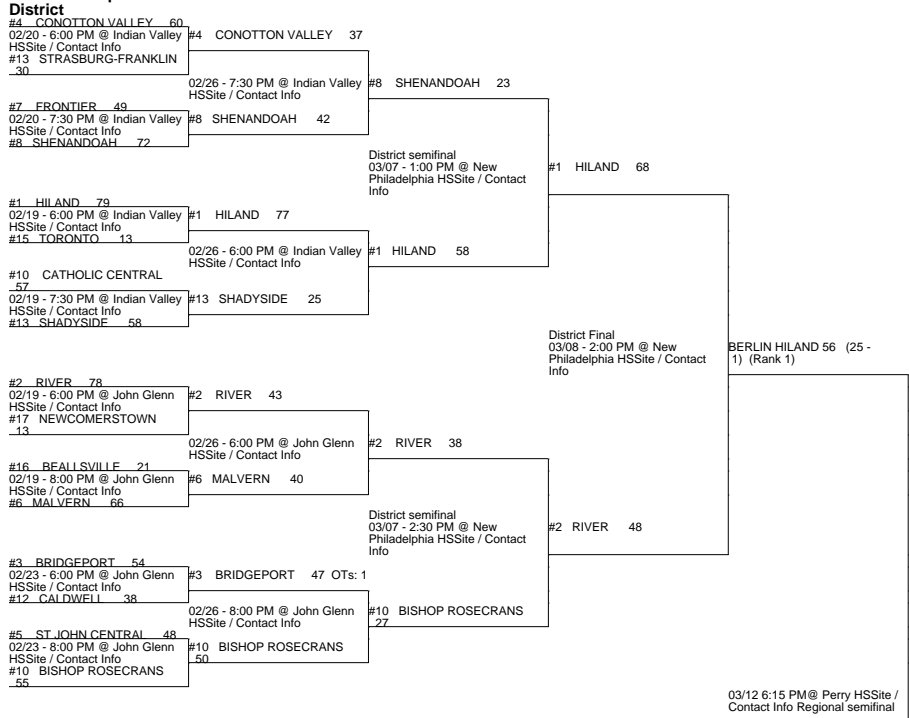 District
#4 CONOTTON VALLEY 60
02/20 - 6:00 PM @ Indian Valley
HSSite / Contact Info
#13 STRASBURG-FRANKLIN
30
#4 CONOTTON VALLEY 37
02/26 - 7:30 PM @ Indian Valley
HSSite / Contact Info
#7 FRONTIER 49
02/20 - 7:30 PM @ Indian Valley
HSSite / Contact Info
#8 SHENANDOAH 72
#8 SHENANDOAH 42
#8 SHENANDOAH 23
District semifinal
03/07 - 1:00 PM @ New
Philadelphia HSSite / Contact
Info
#1 HILAND 79
02/19 - 6:00 PM @ Indian Valley
HSSite / Contact Info
#15 TORONTO 13
#1 HILAND 77
02/26 - 6:00 PM @ Indian Valley
HSSite / Contact Info
#10 CATHOLIC CENTRAL
57
02/19 - 7:30 PM @ Indian Valley
HSSite / Contact Info
#13 SHADYSIDE 58
#13 SHADYSIDE 25
#1 HILAND 58
#1 HILAND 68
District Final
03/08 - 2:00 PM @ New
Philadelphia HSSite / Contact
Info
#2 RIVER 78
02/19 - 6:00 PM @ John Glenn
HSSite / Contact Info
#17 NEWCOMERSTOWN
13
#2 RIVER 43
02/26 - 6:00 PM @ John Glenn
HSSite / Contact Info
#16 BEALLSVILLE 21
02/19 - 8:00 PM @ John Glenn
HSSite / Contact Info
#6 MALVERN 66
#6 MALVERN 40
#2 RIVER 38
District semifinal
03/07 - 2:30 PM @ New
Philadelphia HSSite / Contact
Info
#3 BRIDGEPORT 54
02/23 - 6:00 PM @ John Glenn
HSSite / Contact Info
#12 CALDWELL 38
#3 BRIDGEPORT 47 OTs: 1
02/26 - 8:00 PM @ John Glenn
HSSite / Contact Info
#5 ST JOHN CENTRAL 48
02/23 - 8:00 PM @ John Glenn
HSSite / Contact Info
#10 BISHOP ROSECRANS
55
#10 BISHOP ROSECRANS
50
#10 BISHOP ROSECRANS
27
#2 RIVER 48
BERLIN HILAND 56 (25 -
1) (Rank 1)
03/12 6:15 PM@ Perry HSSite /
Contact Info Regional semifinal